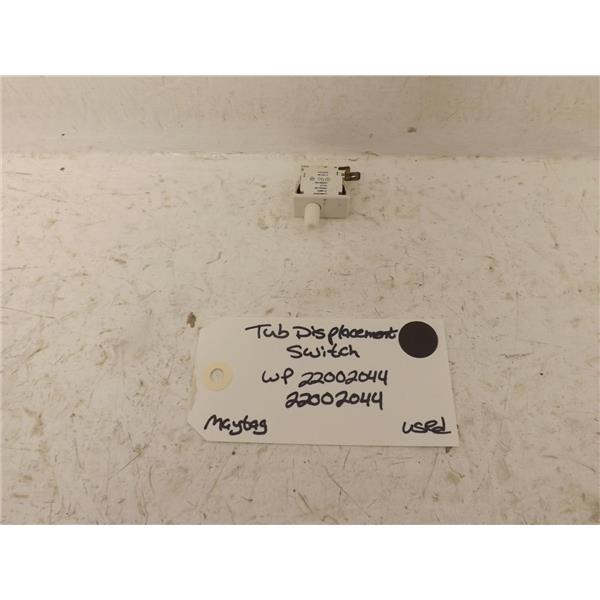 Tub Displacement
Switch
WP 22002044
22002044
Maytag used